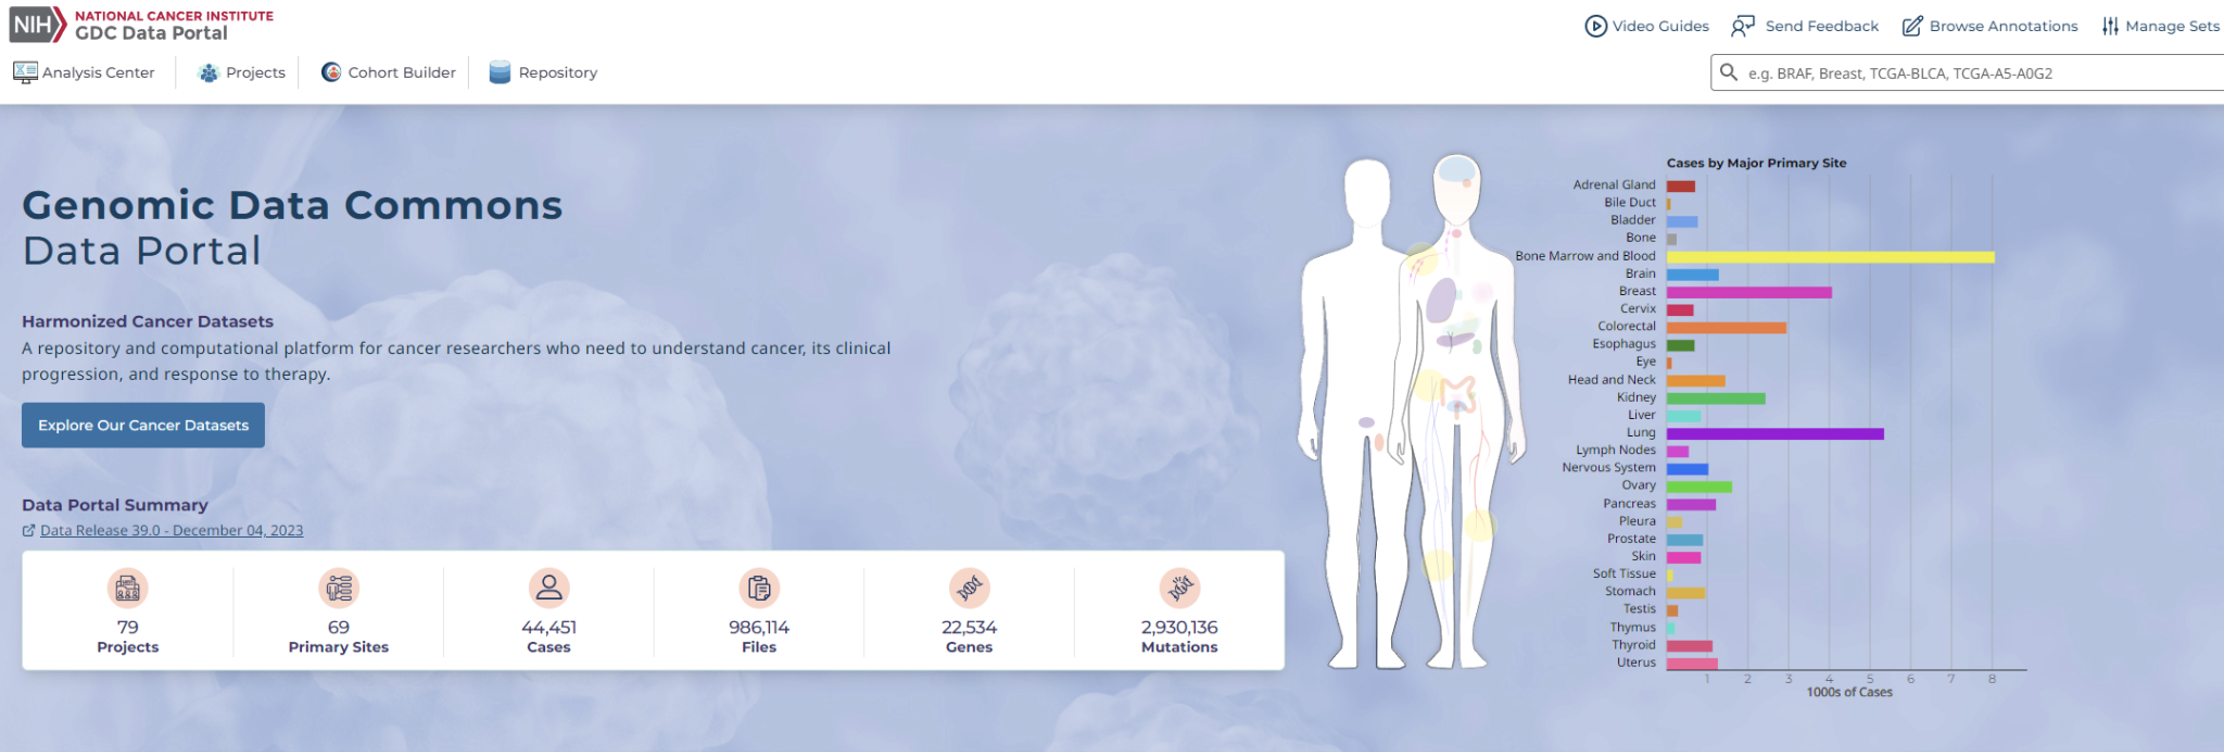 NIH NATIONAL CANCER INSTITUTE
GDC Data Portal
Video Guides
Send Feedback
Browse Annotations
Manage Sets
Analysis Center
Projects
Cohort Builder
Repository
e.g. BRAF, Breast, TCGA-BLCA, TCGA-A5-A0G2
Genomic Data Commons
Data Portal
Harmonized Cancer Datasets
A repository and computational platform for cancer researchers who need to understand cancer, its clinical
progression, and response to therapy.
Explore Our Cancer Datasets
Data Portal Summary
Data Release 39.0 - December 04, 2023
79
Projects
69
Primary Sites
44,451
Cases
986,114
Files
22,534
Genes
2,930,136
Mutations
Cases by Major Primary Site
Adrenal Gland
Bile Duct
Bladder
Bone
Bone Marrow and Blood
Brain
Breast
Cervix
Colorectal
Esophagus
Eye
Head and Neck
Kidney
Liver
Lung
Lymph Nodes
Nervous System
Ovary
Pancreas
Pleura
Prostate
Skin
Soft Tissue
Stomach
Testis
Thymus
Thyroid
Uterus
1 2 3 4 5 6 7 8
1000s of Cases